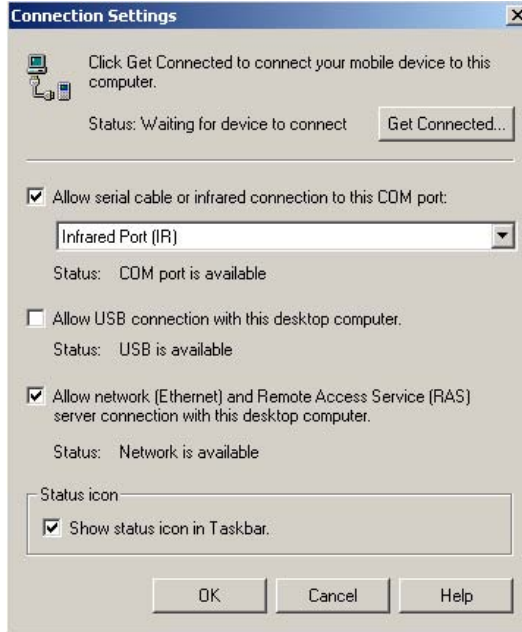 Connection Settings
Click Get Connected to connect your mobile device to this
computer.
Status: Waiting for device to connect
Get Connected...
Allow serial cable or infrared connection to this COM port:
Infrared Port (IR)
Status: COM port is available
Allow USB connection with this desktop computer.
Status: USB is available
Allow network (Ethernet) and Remote Access Service (RAS)
server connection with this desktop computer.
Status: Network is available
Status icon
Show status icon in Taskbar.
OK Cancel Help